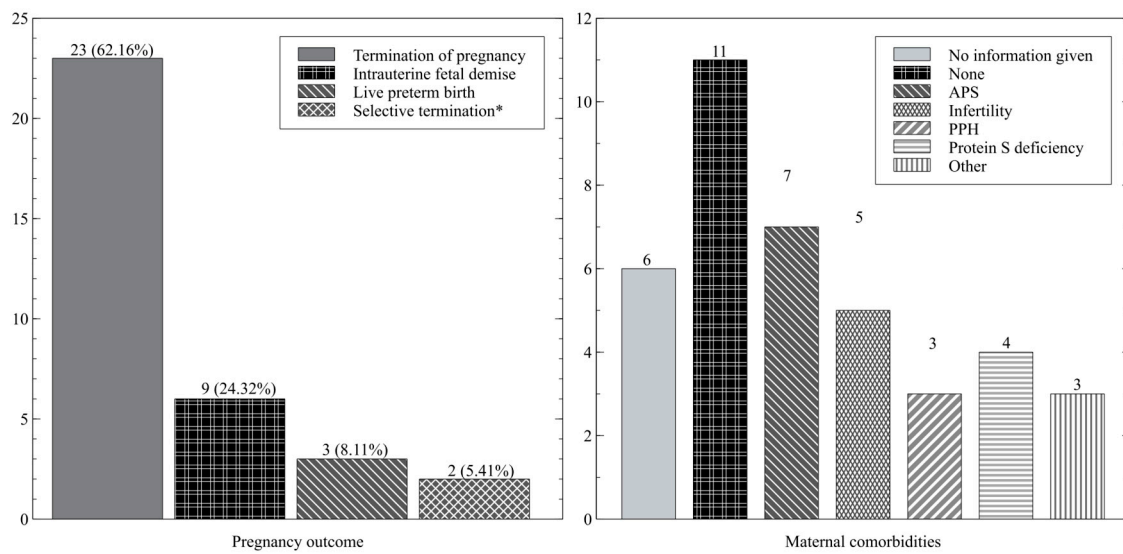 25
20
15
10
5
0
23 (62.16%)
9 (24.32%)
3 (8.11%)
2 (5.41%)
Termination of pregnancy
Intrauterine fetal demise
Live preterm birth
Selective termination*
Pregnancy outcome
12
10
8
6
4
2
0
6
11
7
5
3
4
3
No information given
None
APS
Infertility
PPH
Protein S deficiency
Other
Maternal comorbidities